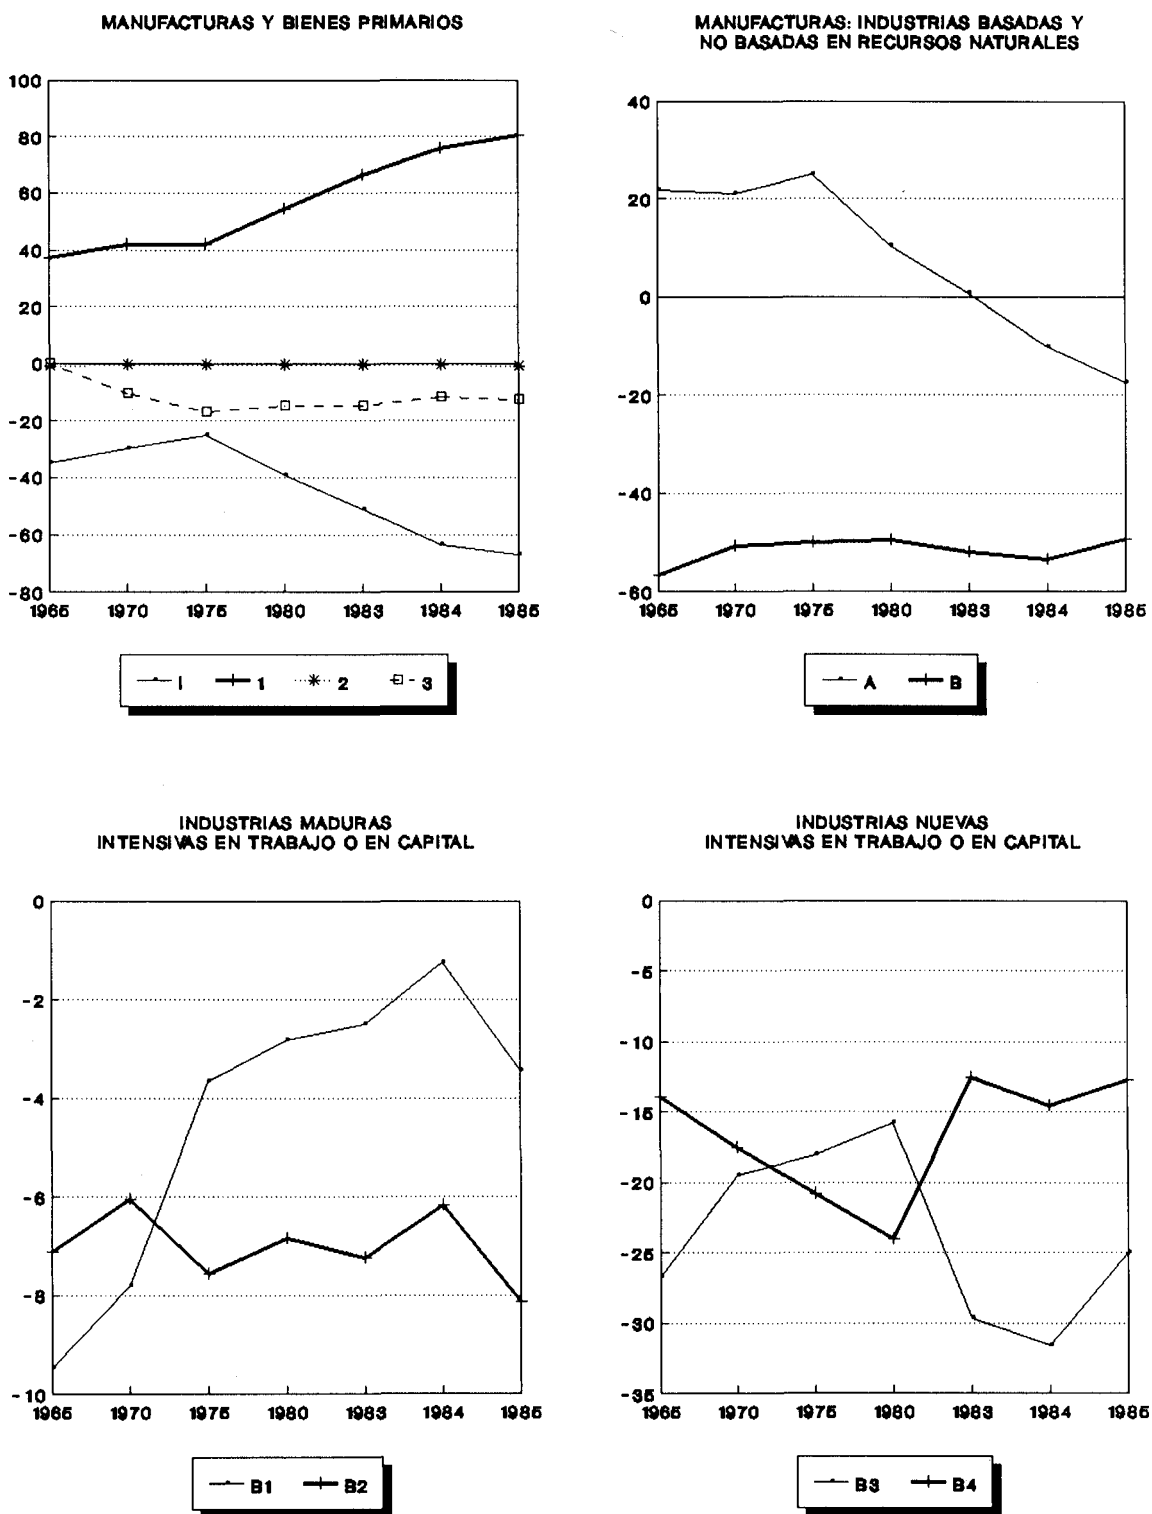 MANUFACTURAS Y BIENES PRIMARIOS
100
80
60
40
20
0
-20
-40
-60
-80
1965 1970 1975 1980 1983 1984 1985
I 1 2 3
MANUFACTURAS: INDUSTRIAS BASADAS Y
NO BASADAS EN RECURSOS NATURALES
40
20
0
-20
-40
-60
1965 1970 1975 1980 1983 1984 1985
A B
INDUSTRIAS MADURAS
INTENSIVAS EN TRABAJO O EN CAPITAL
0
-2
-4
-6
-8
-10
1965 1970 1975 1980 1983 1984 1985
B1 B2
INDUSTRIAS NUEVAS
INTENSIVAS EN TRABAJO O EN CAPITAL
0
-5
-10
-15
-20
-25
-30
-35
1965 1970 1975 1980 1983 1984 1985
B3 B4